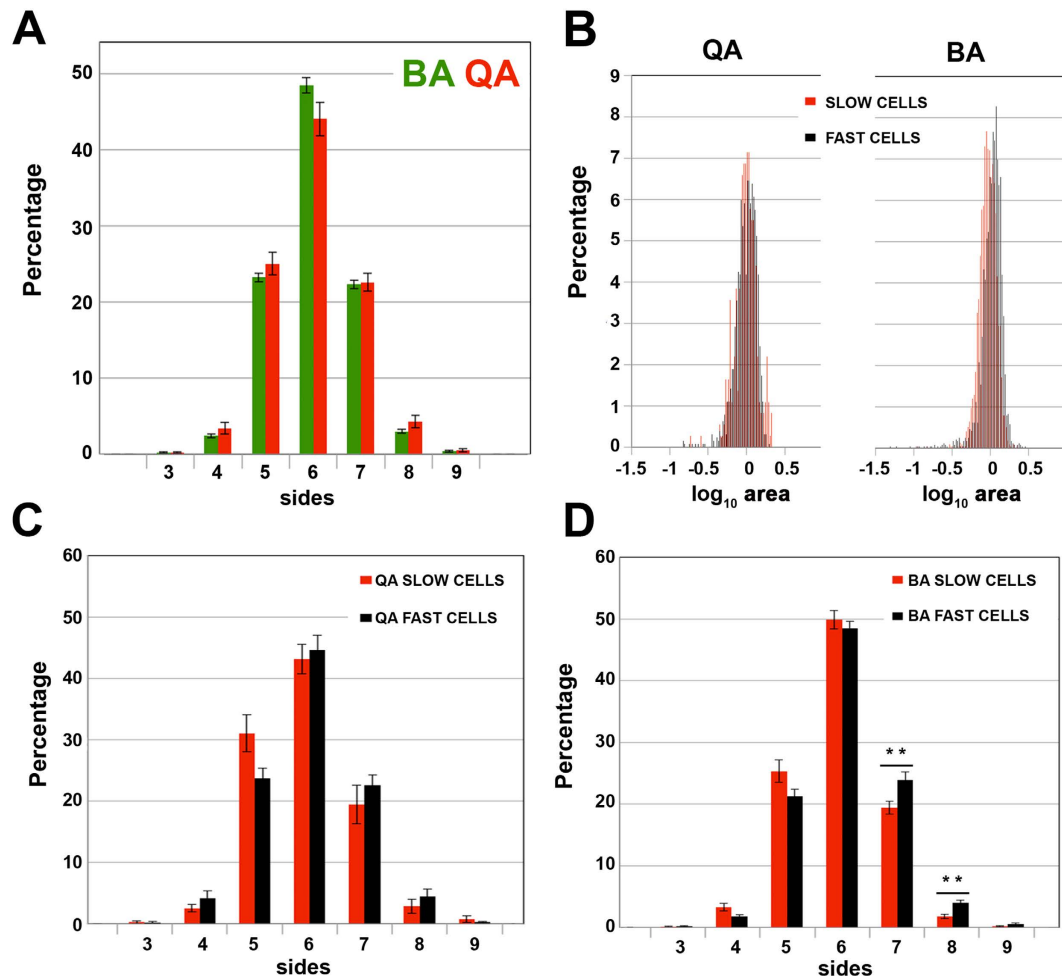 A
BA QA
Percentage
50
40
30
20
10
0
3 4 5 6 7 8 9
sides
B
QA BA
SLOW CELLS
FAST CELLS
Percentage
9
8
7
6
5
4
3
2
1
0
-1.5 -1 -0.5 0 0.5
log10 area
-1.5 -1 -0.5 0 0.5
log10 area
C
QA SLOW CELLS
QA FAST CELLS
Percentage
60
50
40
30
20
10
0
3 4 5 6 7 8 9
sides
D
BA SLOW CELLS
BA FAST CELLS
Percentage
60
50
40
30
20
10
0
* *
* *
3 4 5 6 7 8 9
sides